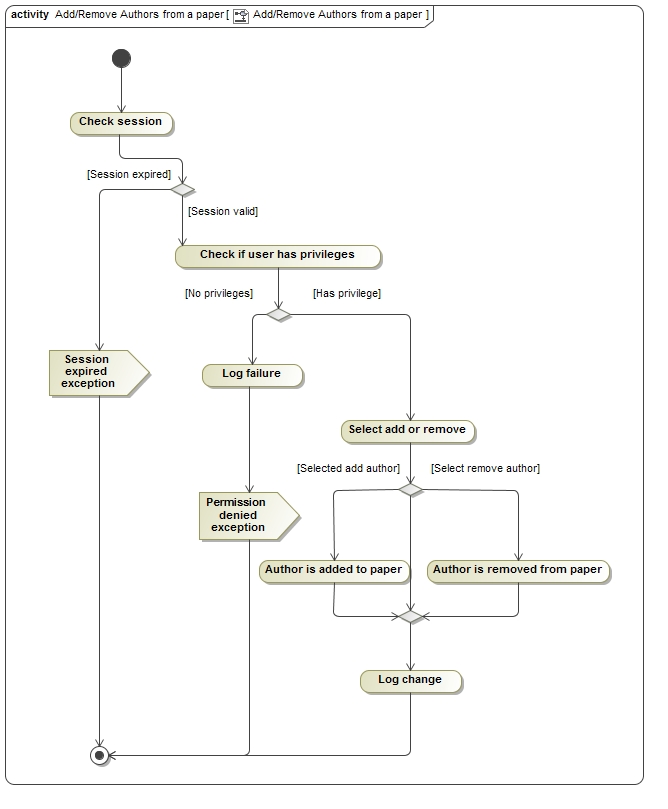 activity Add/Remove Authors from a paper [ Add/Remove Authors from a paper ]
Check session
[Session expired]
[Session valid]
Check if user has privileges
[No privileges]
[Has privilege]
Session
expired
exception
Log failure
Select add or remove
[Selected add author]
[Select remove author]
Permission
denied
exception
Author is added to paper
Author is removed from paper
Log change